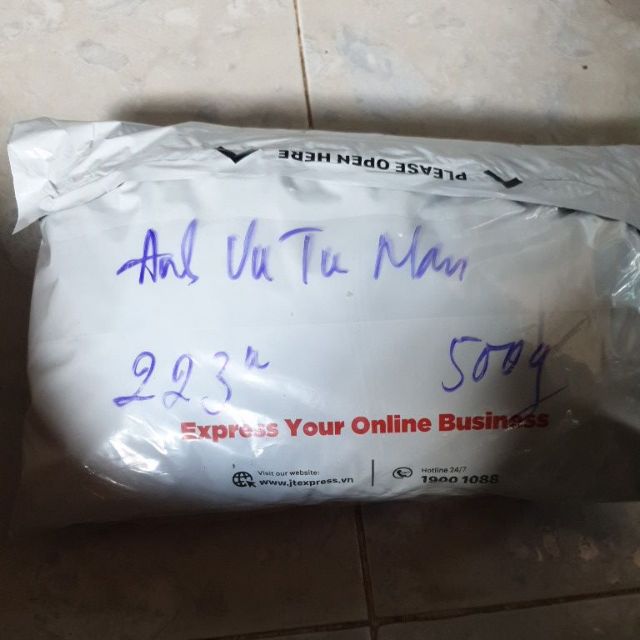 PLEASE OPEN HERE
Anh Vu Tu Man
223n 500g
Express Your Online Business
Visit our website:
www.jtexpress.vn
Hotline 24/7
1900 1088